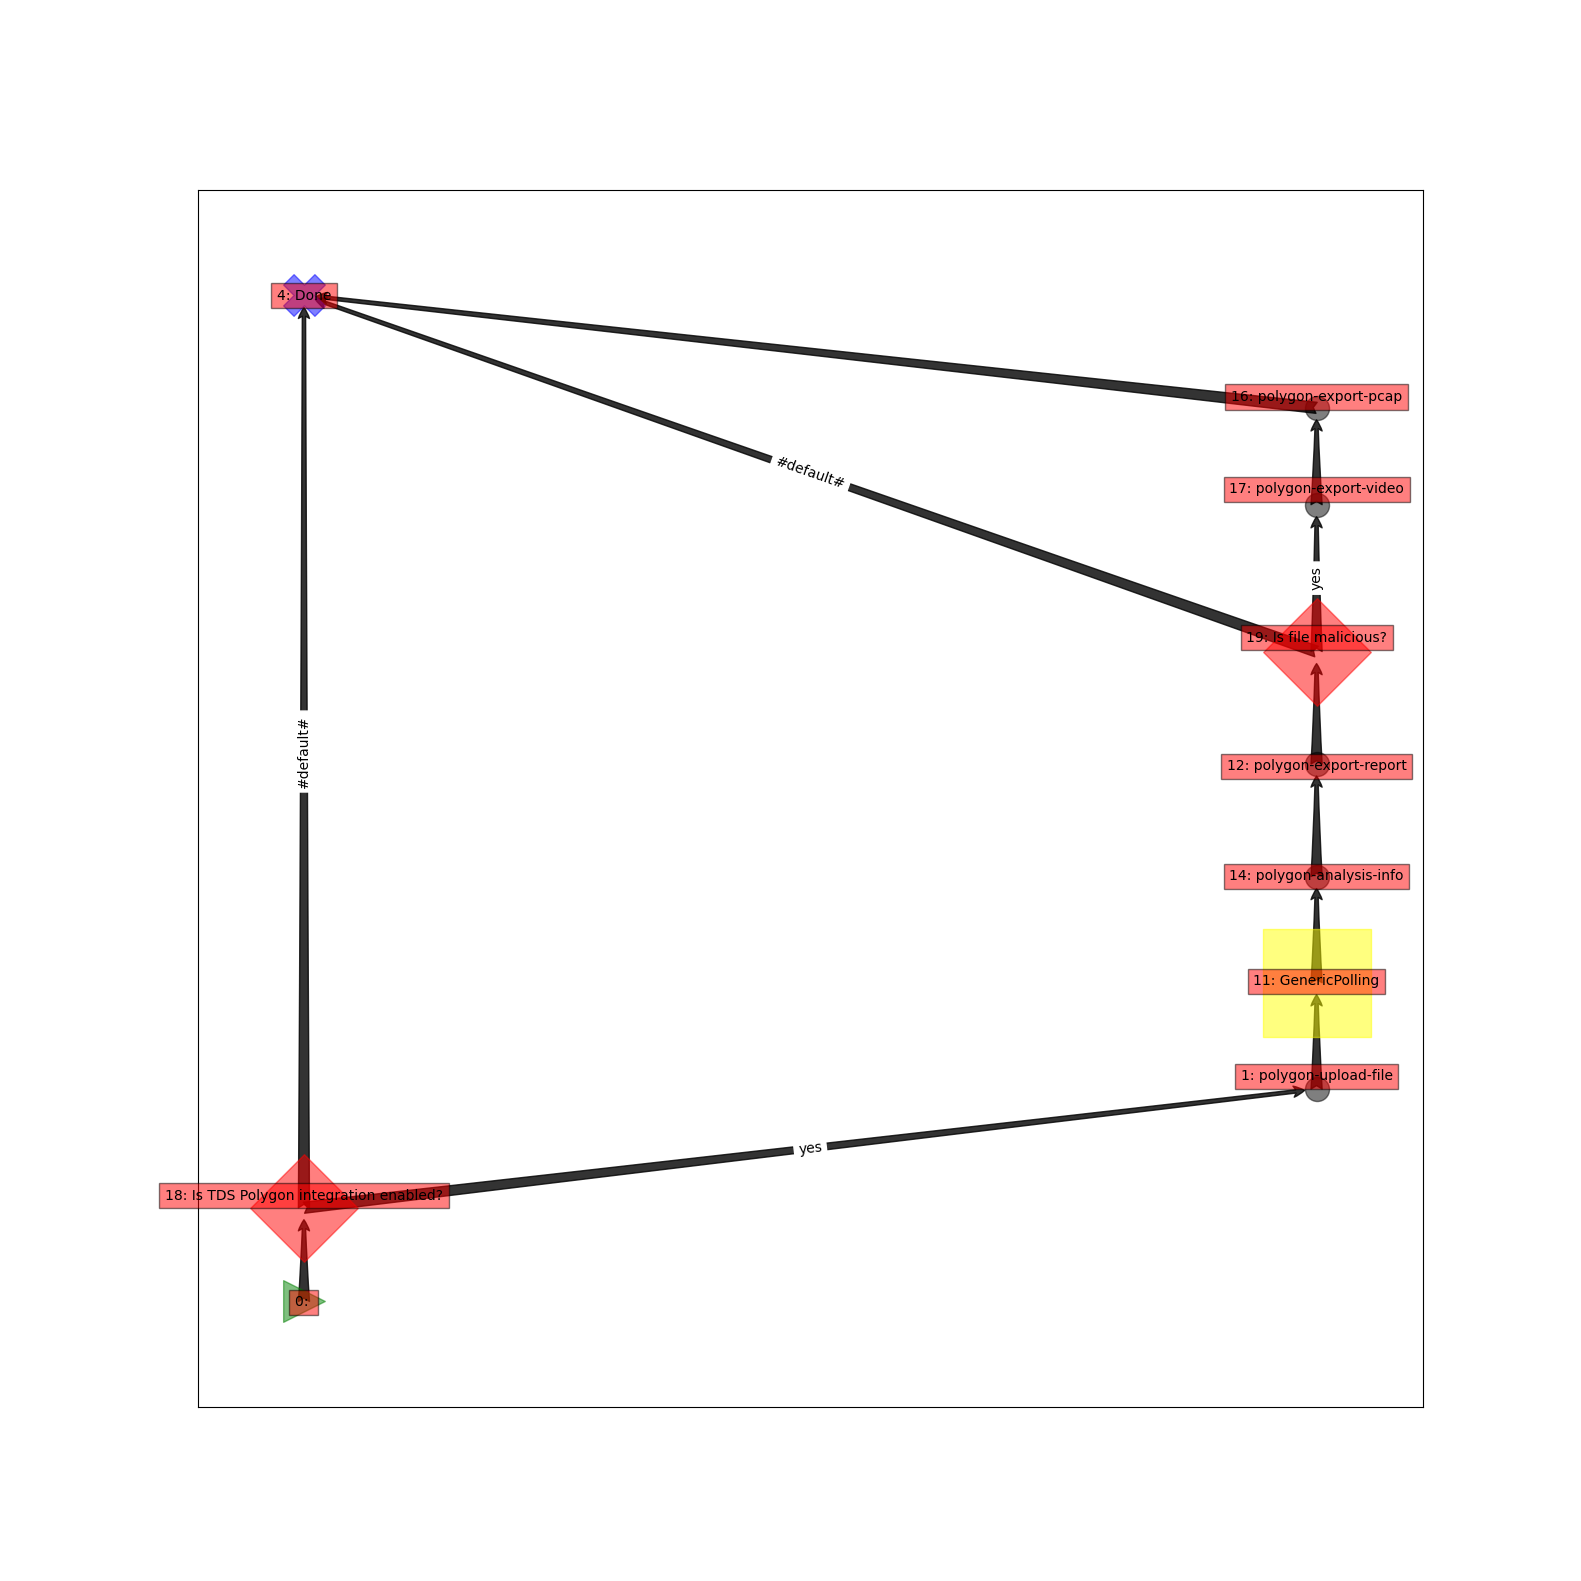 4: Done
16: polygon-export-pcap
#default#
17: polygon-export-video
yes
19: Is file malicious?
#default#
12: polygon-export-report
14: polygon-analysis-info
11: GenericPolling
1: polygon-upload-file
yes
18: Is TDS Polygon integration enabled?
0: